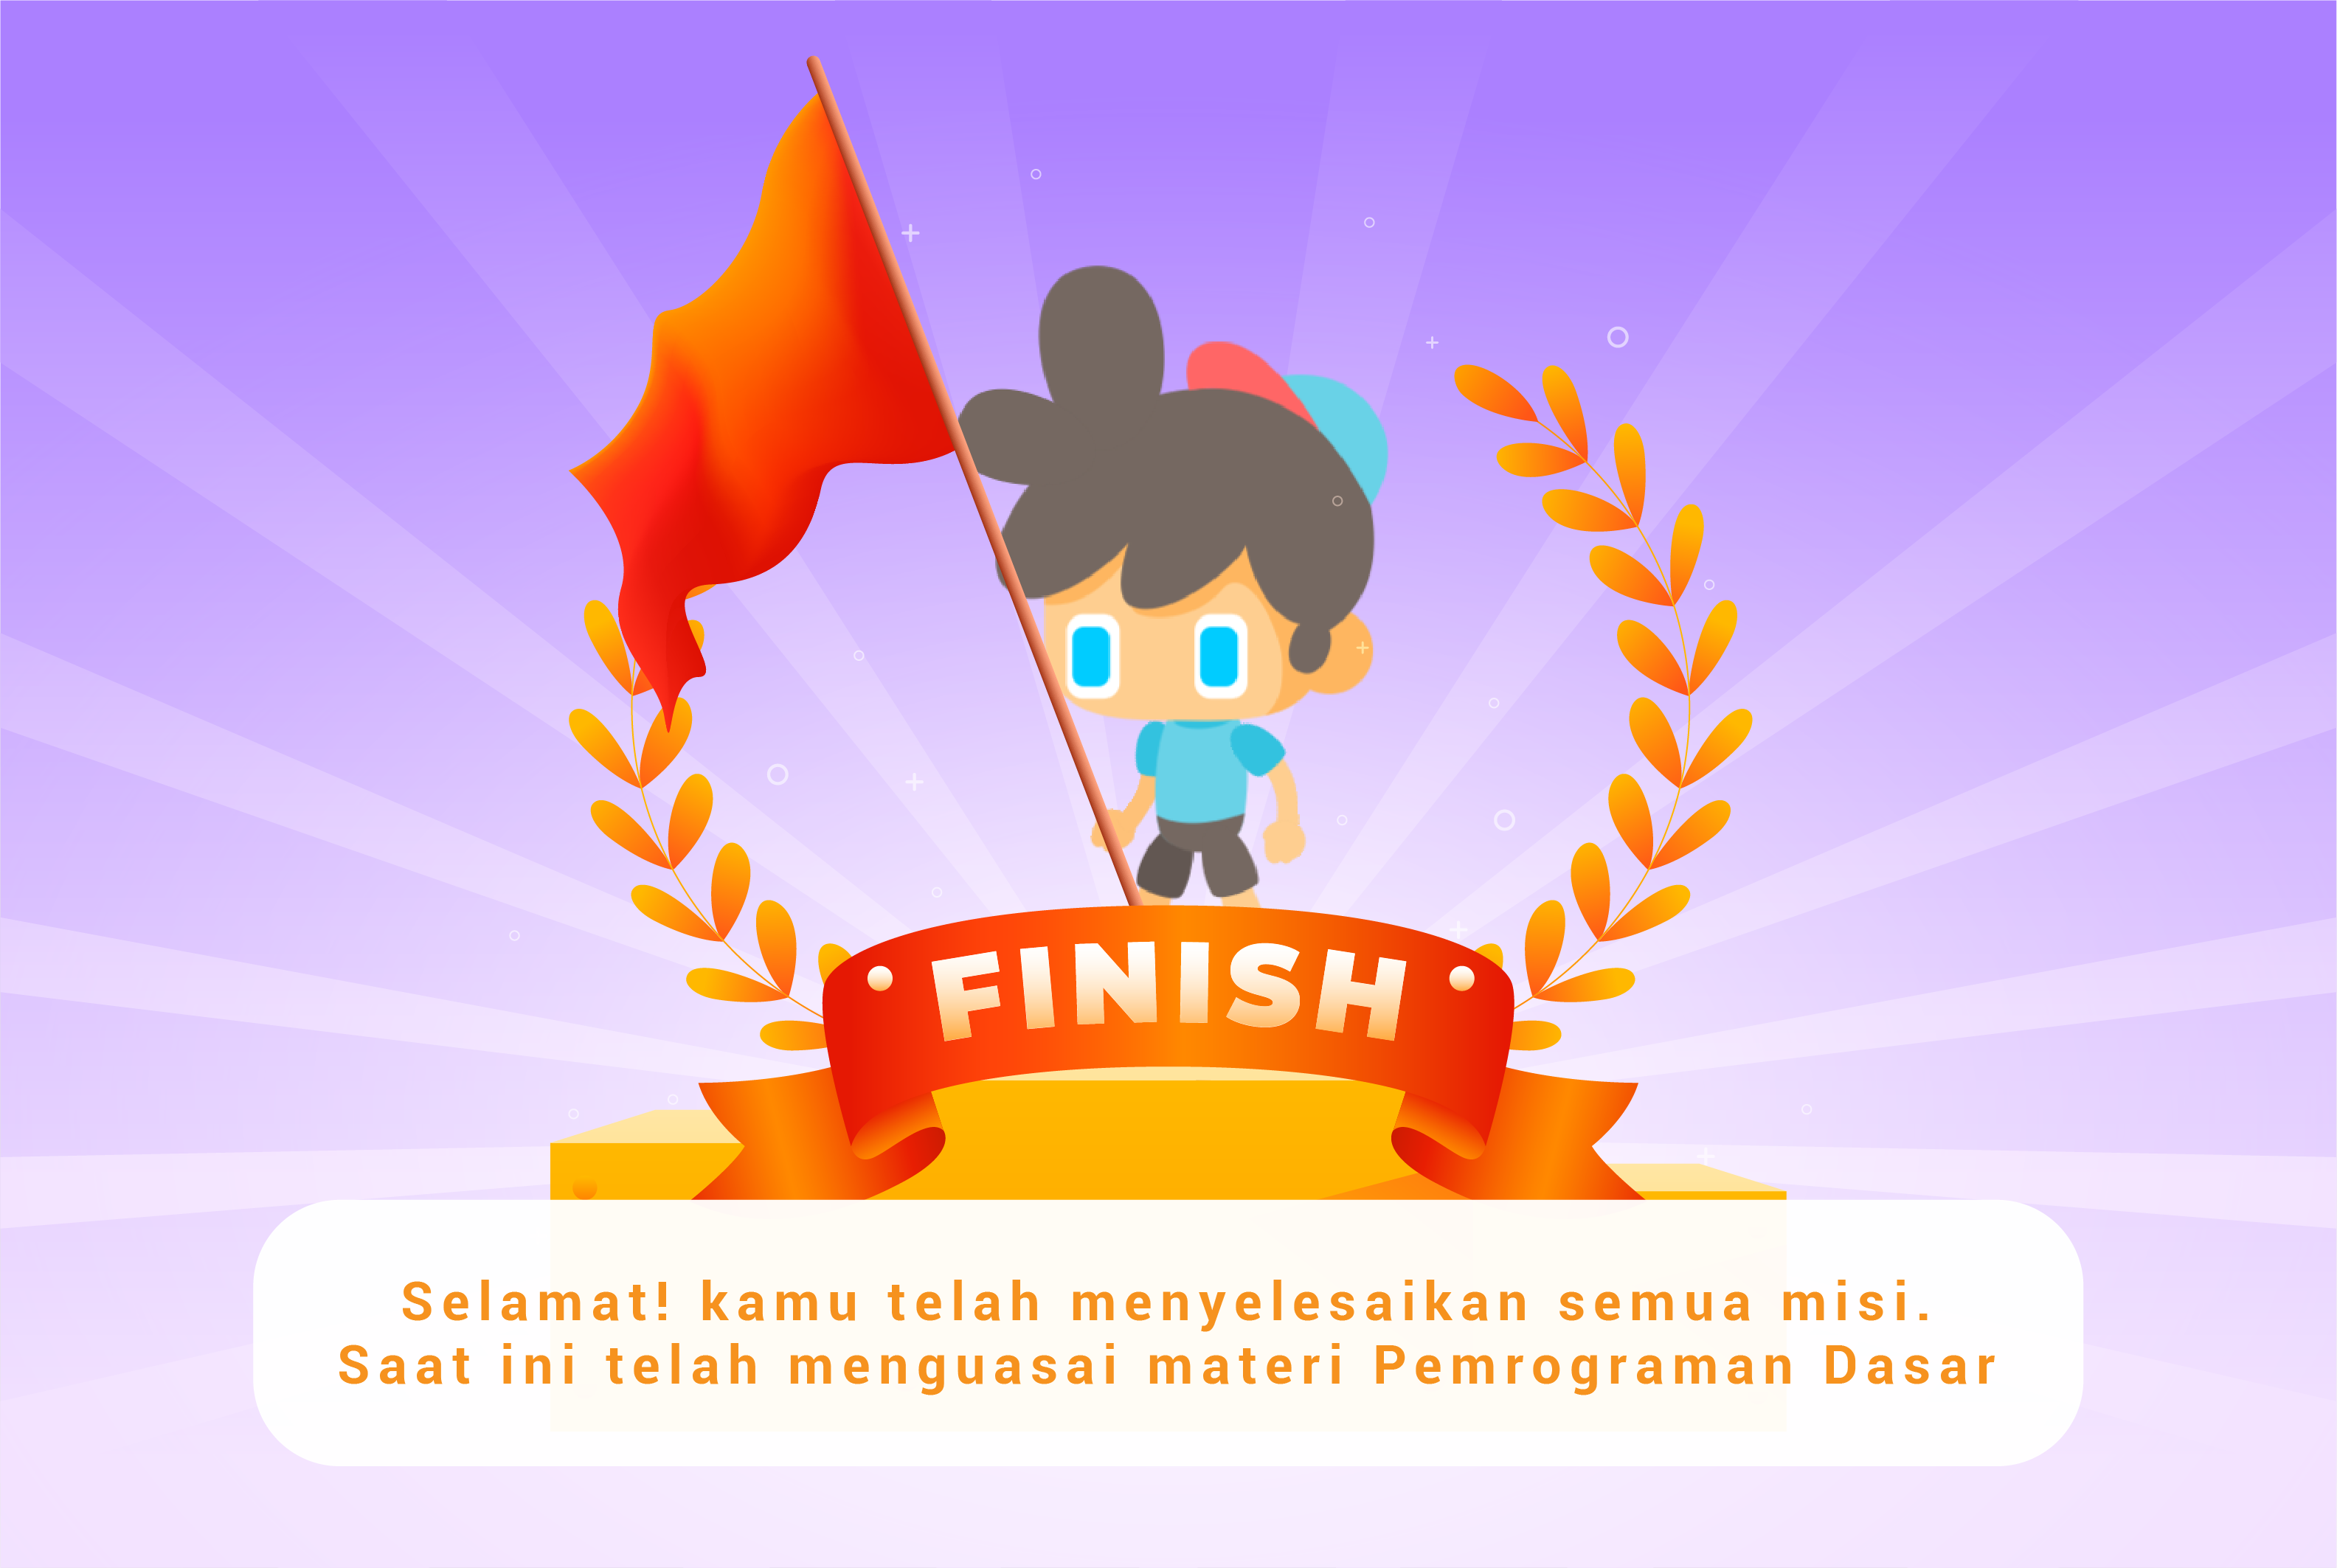 FINISH
Selamat! kamu telah menyelesaikan semua misi.
Saat ini telah menguasai materi Pemrograman Dasar